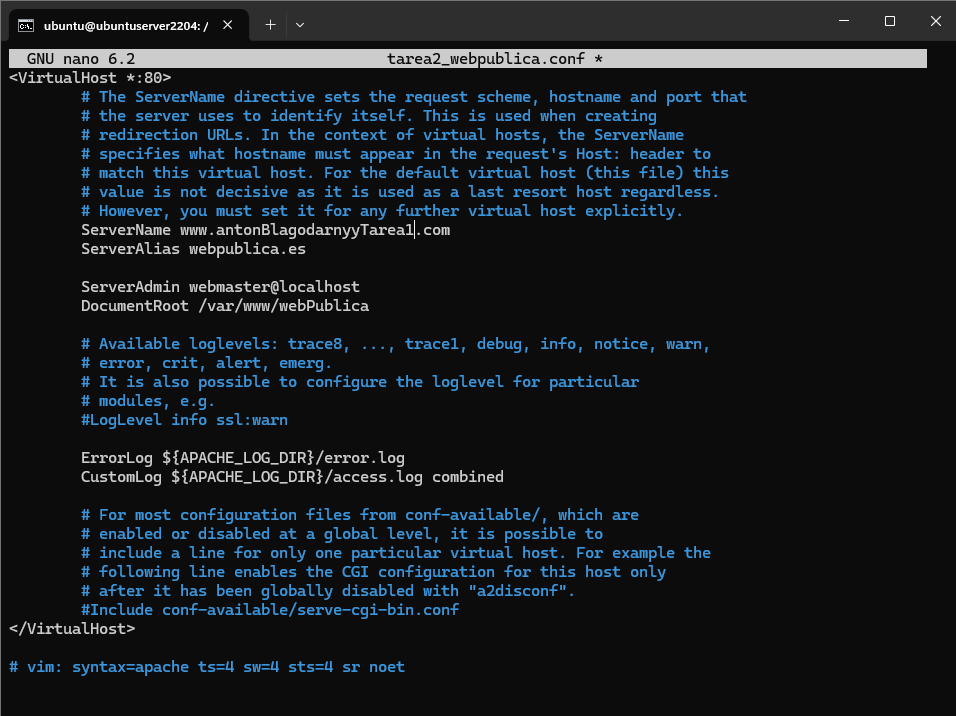 ubuntu@ubuntuserver2204: /
GNU nano 6.2 tarea2_webpublica.conf *
<VirtualHost *:80>
# The ServerName directive sets the request scheme, hostname and port that
# the server uses to identify itself. This is used when creating
# redirection URLs. In the context of virtual hosts, the ServerName
# specifies what hostname must appear in the request's Host: header to
# match this virtual host. For the default virtual host (this file) this
# value is not decisive as it is used as a last resort host regardless.
# However, you must set it for any further virtual host explicitly.
ServerName www.antonBlagodarnyyTarea1.com
ServerAlias webpublica.es
ServerAdmin webmaster@localhost
DocumentRoot /var/www/webPublica
# Available loglevels: trace8, ..., trace1, debug, info, notice, warn,
# error, crit, alert, emerg.
# It is also possible to configure the loglevel for particular
# modules, e.g.
#LogLevel info ssl:warn
ErrorLog ${APACHE_LOG_DIR}/error.log
CustomLog ${APACHE_LOG_DIR}/access.log combined
# For most configuration files from conf-available/, which are
# enabled or disabled at a global level, it is possible to
# include a line for only one particular virtual host. For example the
# following line enables the CGI configuration for this host only
# after it has been globally disabled with "a2disconf".
#Include conf-available/serve-cgi-bin.conf
</VirtualHost>
# vim: syntax=apache ts=4 sw=4 sts=4 sr noet